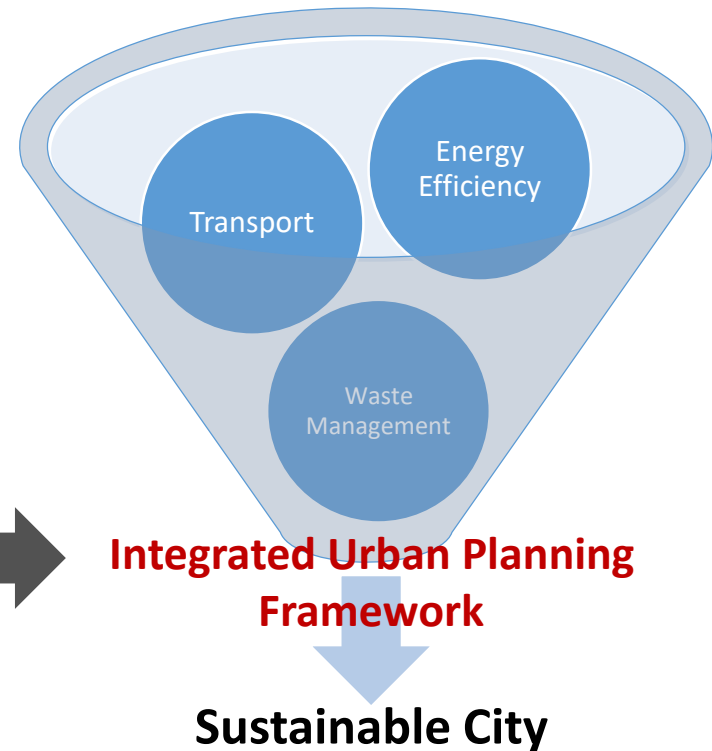 Energy
Efficiency
Transport
Waste
Management
Integrated Urban Planning
Framework
Sustainable City